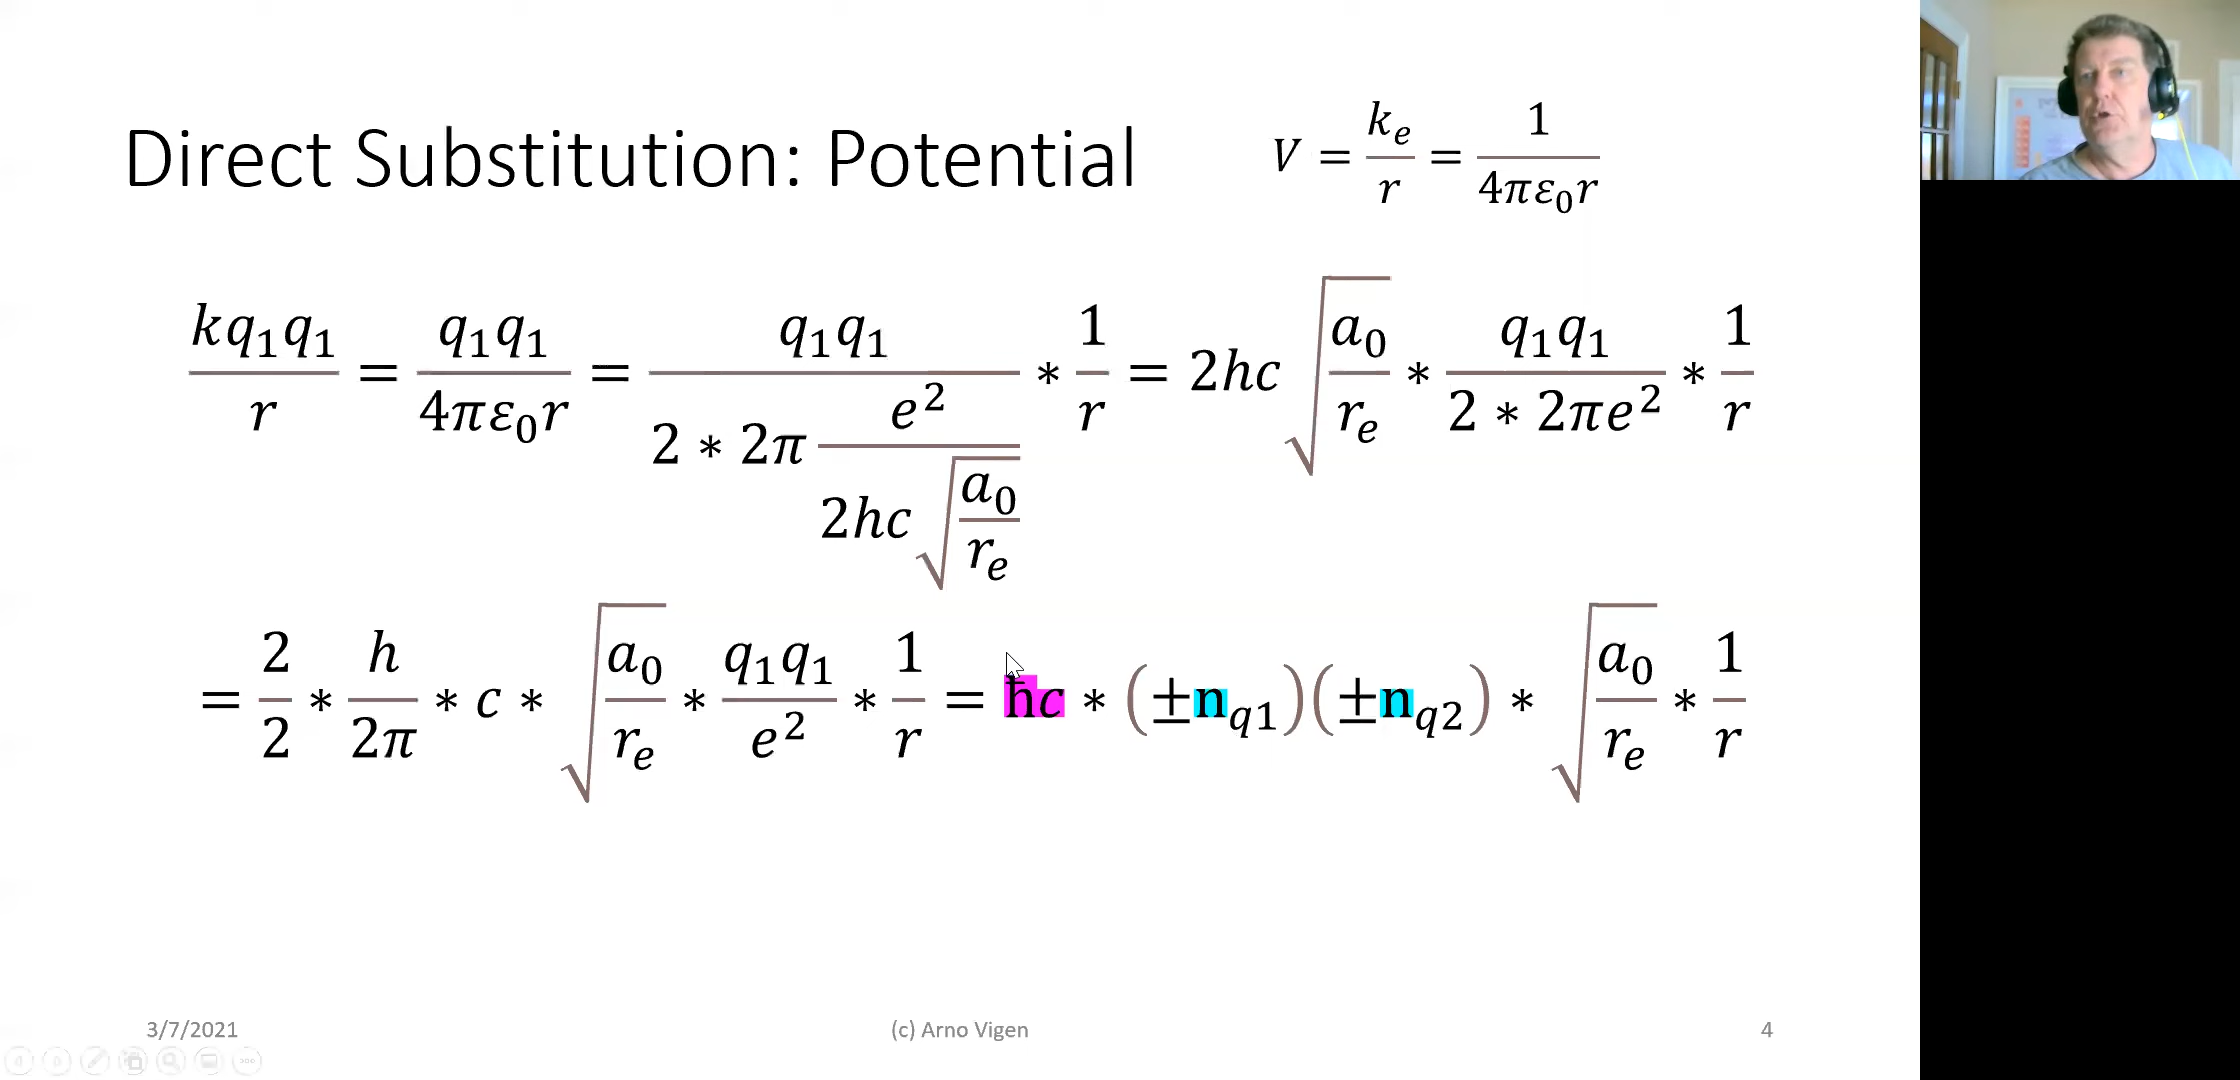 Direct Substitution: Potential
V = k_e/r = 1/(4πε_0r)
kq_1q_1/r = q_1q_1/(4πε_0r) = q_1q_1/(2 * 2π e^2/(2hc√(a_0/r_e))) * 1/r = 2hc√(a_0/r_e) * q_1q_1/(2 * 2πe^2) * 1/r
= 2/2 * h/2π * c * √(a_0/r_e) * q_1q_1/e^2 * 1/r = ħc * (±n_q1)(±n_q2) * √(a_0/r_e) * 1/r
3/7/2021
(c) Arno Vigen
4